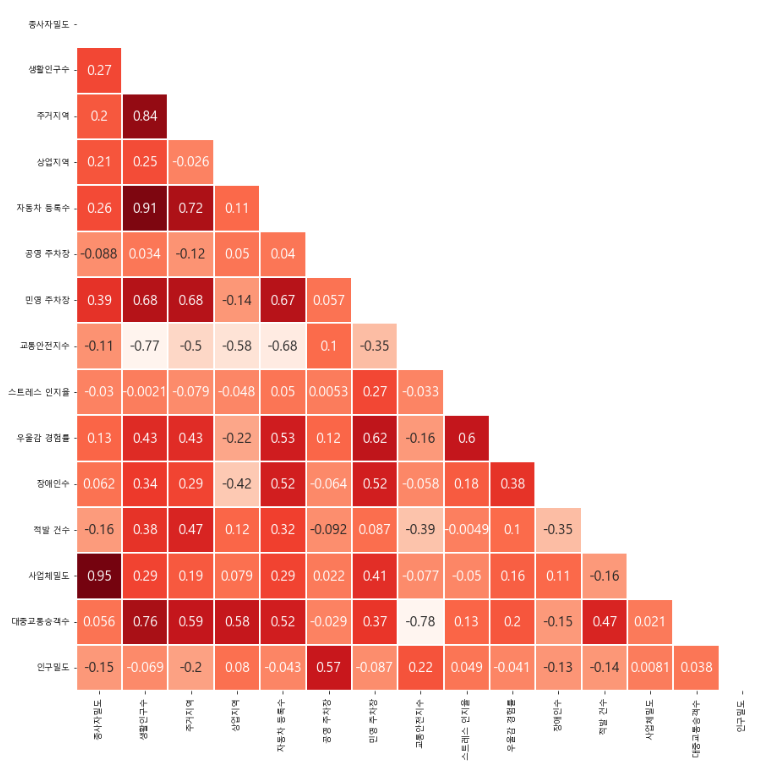 종사자밀도
생활인구수 0.27
주거지역 0.2 0.84
상업지역 0.21 0.25 -0.026
자동차 등록수 0.26 0.91 0.72 0.11
공영 주차장 -0.088 0.034 -0.12 0.05 0.04
민영 주차장 0.39 0.68 0.68 -0.14 0.67 0.057
교통안전지수 -0.11 -0.77 -0.5 -0.58 -0.68 0.1 -0.35
스트레스 인지율 -0.03 -0.0021 -0.079 -0.048 0.05 0.0053 0.27 -0.033
우울감 경험률 0.13 0.43 0.43 -0.22 0.53 0.12 0.62 -0.16 0.6
장애인수 0.062 0.34 0.29 -0.42 0.52 -0.064 0.52 -0.058 0.18 0.38
적발 건수 -0.16 0.38 0.47 0.12 0.32 -0.092 0.087 -0.39 -0.0049 0.1 -0.35
사업체밀도 0.95 0.29 0.19 0.079 0.29 0.022 0.41 -0.077 -0.05 0.16 0.11 -0.16
대중교통승객수 0.056 0.76 0.59 0.58 0.52 -0.029 0.37 -0.78 0.13 0.2 -0.15 0.47 0.021
인구밀도 -0.15 -0.069 -0.2 0.08 -0.043 0.57 -0.087 0.22 0.049 -0.041 -0.13 -0.14 0.0081 0.038
종사자밀도
생활인구수
주거지역
상업지역
자동차 등록수
공영 주차장
민영 주차장
교통안전지수
스트레스 인지율
우울감 경험률
장애인수
적발 건수
사업체밀도
대중교통승객수
인구밀도